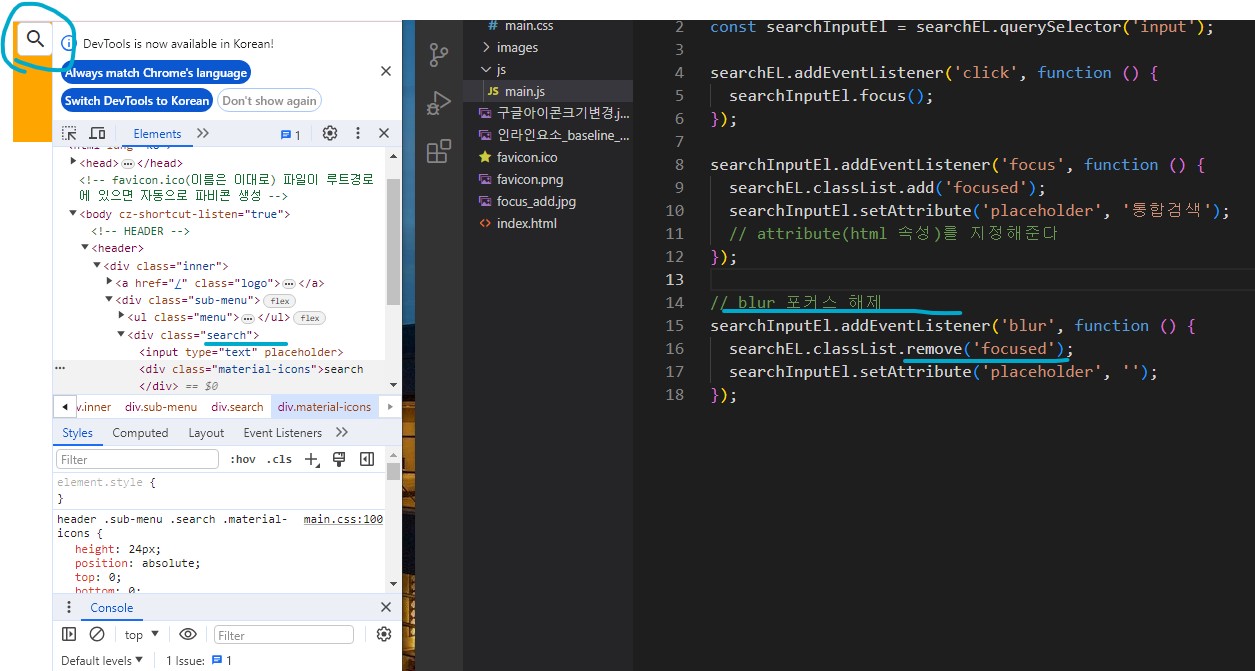 DevTools is now available in Korean!
Always match Chrome's language
Switch DevTools to Korean
Don't show again
Elements
1
<head> ••• </head>
<!-- favicon.ico(이름은 이대로) 파일이 루트경로
에 있으면 자동으로 파비콘 생성 -->
<body cz-shortcut-listen="true">
<!-- HEADER -->
<header>
<div class="inner">
<a href="/" class="logo"> ••• </a>
<div class="sub-menu"> flex
<ul class="menu"> ••• </ul> flex
<div class="search">
<input type="text" placeholder>
••• <div class="material-icons">search
</div> == $0
v.inner div.sub-menu div.search div.material-icons
Styles Computed Layout Event Listeners
Filter :hov .cls
element.style {
}
header .sub-menu .search .material- main.css:100
icons {
height: 24px;
position: absolute;
top: 0;
bottom: 0;
Console
top Filter
Default levels 1 Issue: 1
# main.css
images
js
JS main.js
구글아이콘크기변경.j...
인라인요소_baseline_...
favicon.ico
favicon.png
focus_add.jpg
<> index.html
2 const searchInputEl = searchEL.querySelector('input');
3
4 searchEL.addEventListener('click', function () {
5 searchInputEl.focus();
6 });
7
8 searchInputEl.addEventListener('focus', function () {
9 searchEL.classList.add('focused');
10 searchInputEl.setAttribute('placeholder', '통합검색');
11 // attribute(html 속성)를 지정해준다
12 });
13
14 // blur 포커스 해제
15 searchInputEl.addEventListener('blur', function () {
16 searchEL.classList.remove('focused');
17 searchInputEl.setAttribute('placeholder', '');
18 });